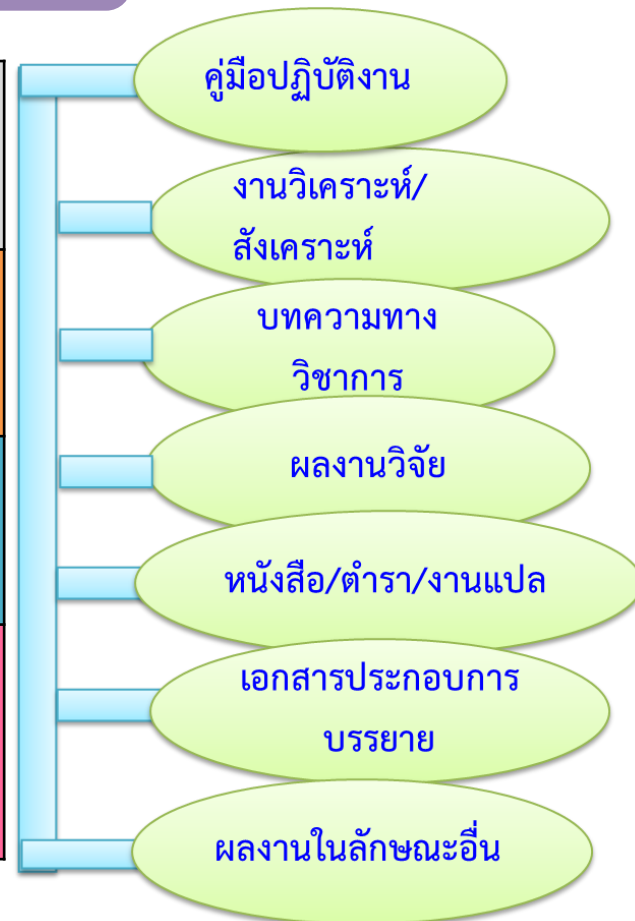 คู่มือปฏิบัติงาน
งานวิเคราะห์/
สังเคราะห์
บทความทาง
วิชาการ
ผลงานวิจัย
หนังสือ/ตำรา/งานแปล
เอกสารประกอบการ
บรรยาย
ผลงานในลักษณะอื่น